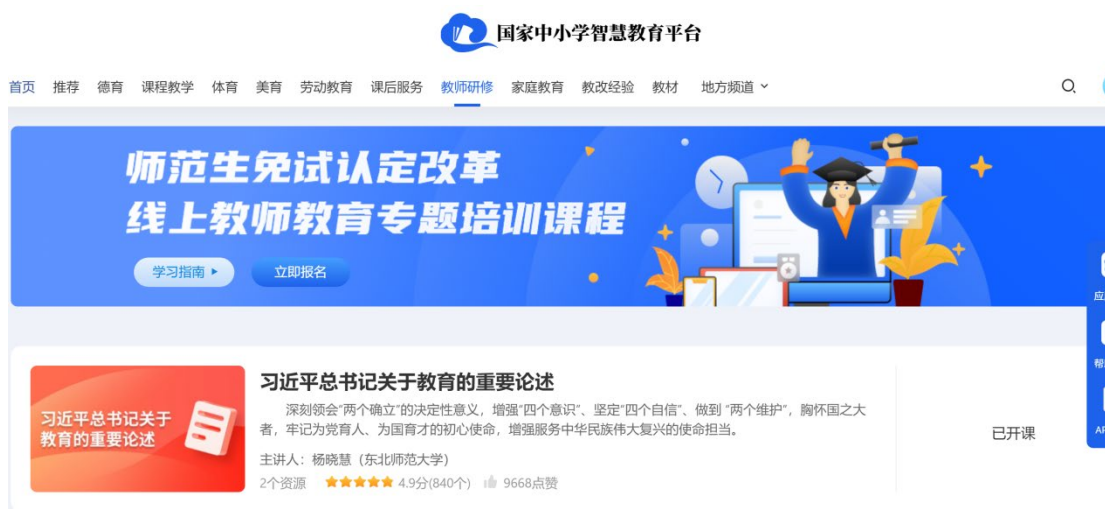 国家中小学智慧教育平台
首页 推荐 德育 课程教学 体育 美育 劳动教育 课后服务 教师研修 家庭教育 教改经验 教材 地方频道
师范生免试认定改革
线上教师教育专题培训课程
学习指南 立即报名
习近平总书记关于
教育的重要论述
习近平总书记关于教育的重要论述
深刻领会“两个确立”的决定性意义，增强“四个意识”、坚定“四个自信”、做到 “两个维护”，胸怀国之大
者，牢记为党育人、为国育才的初心使命，增强服务中华民族伟大复兴的使命担当。
主讲人：杨晓慧（东北师范大学）
2个资源 4.9分(840个) 9668点赞
已开课